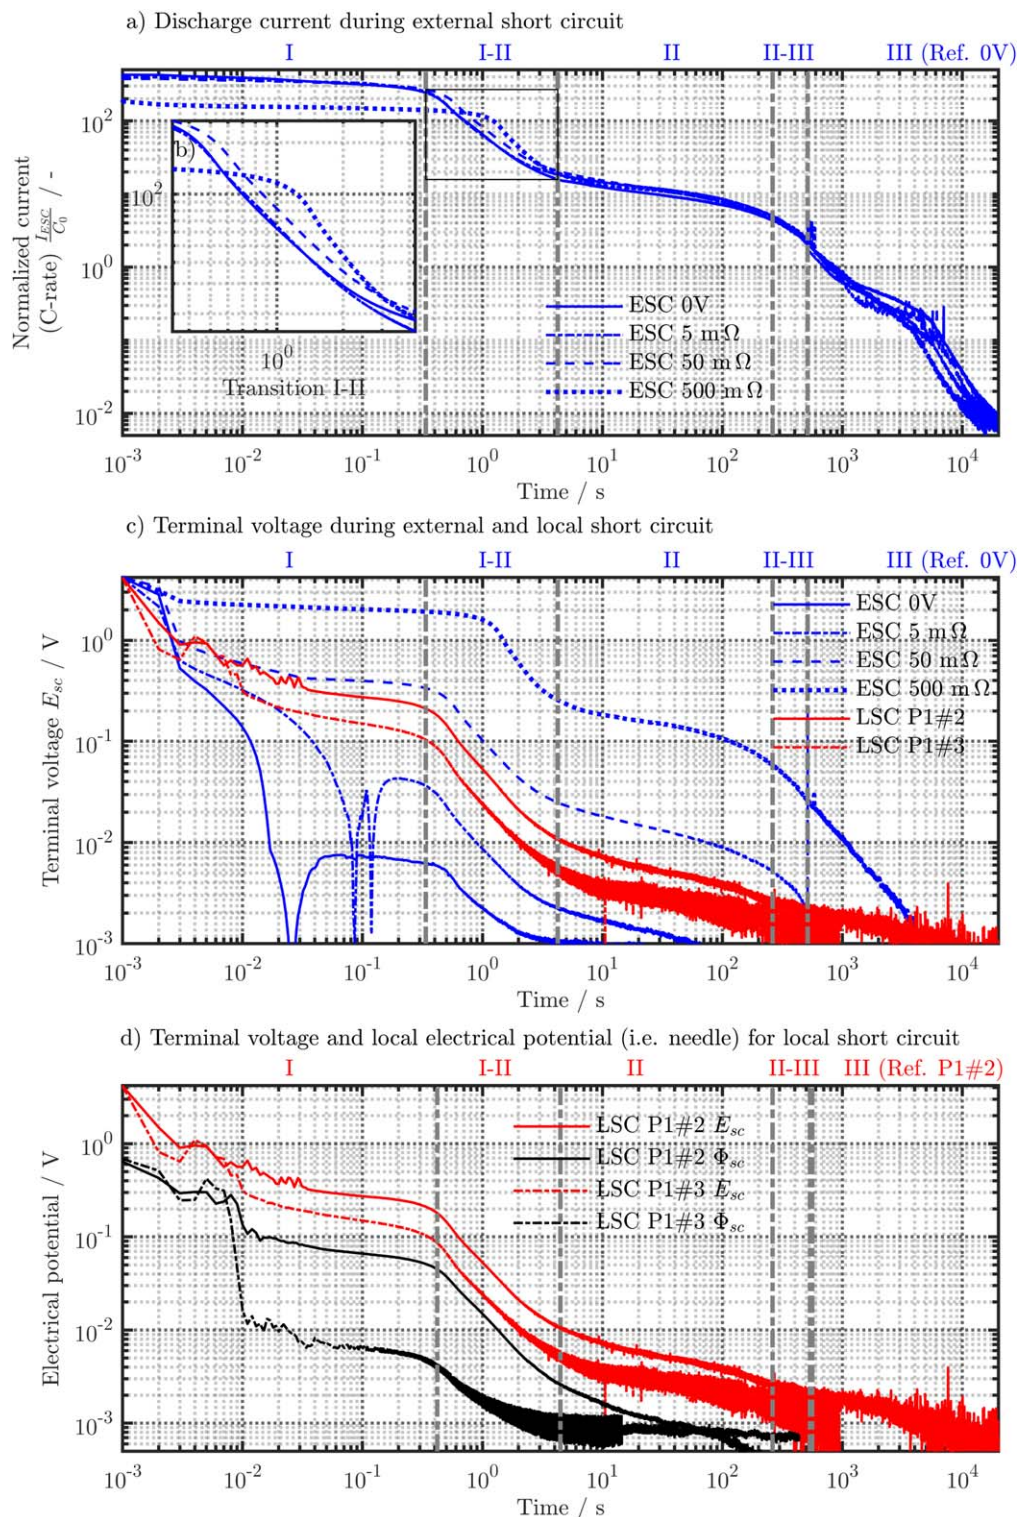 a) Discharge current during external short circuit
I I-II II II-III III (Ref. 0V)
Normalized current
(C-rate) I_ESC/C_0 / -
10^2
10^0
10^-2
b)
10^2
10^0
Transition I-II
ESC 0V
ESC 5 mΩ
ESC 50 mΩ
ESC 500 mΩ
10^-3 10^-2 10^-1 10^0 10^1 10^2 10^3 10^4
Time / s
c) Terminal voltage during external and local short circuit
I I-II II II-III III (Ref. 0V)
Terminal voltage E_sc / V
10^0
10^-1
10^-2
10^-3
ESC 0V
ESC 5 mΩ
ESC 50 mΩ
ESC 500 mΩ
LSC P1#2
LSC P1#3
10^-3 10^-2 10^-1 10^0 10^1 10^2 10^3 10^4
Time / s
d) Terminal voltage and local electrical potential (i.e. needle) for local short circuit
I I-II II II-III III (Ref. P1#2)
Electrical potential / V
10^0
10^-1
10^-2
10^-3
LSC P1#2 E_sc
LSC P1#2 Φ_sc
LSC P1#3 E_sc
LSC P1#3 Φ_sc
10^-3 10^-2 10^-1 10^0 10^1 10^2 10^3 10^4
Time / s